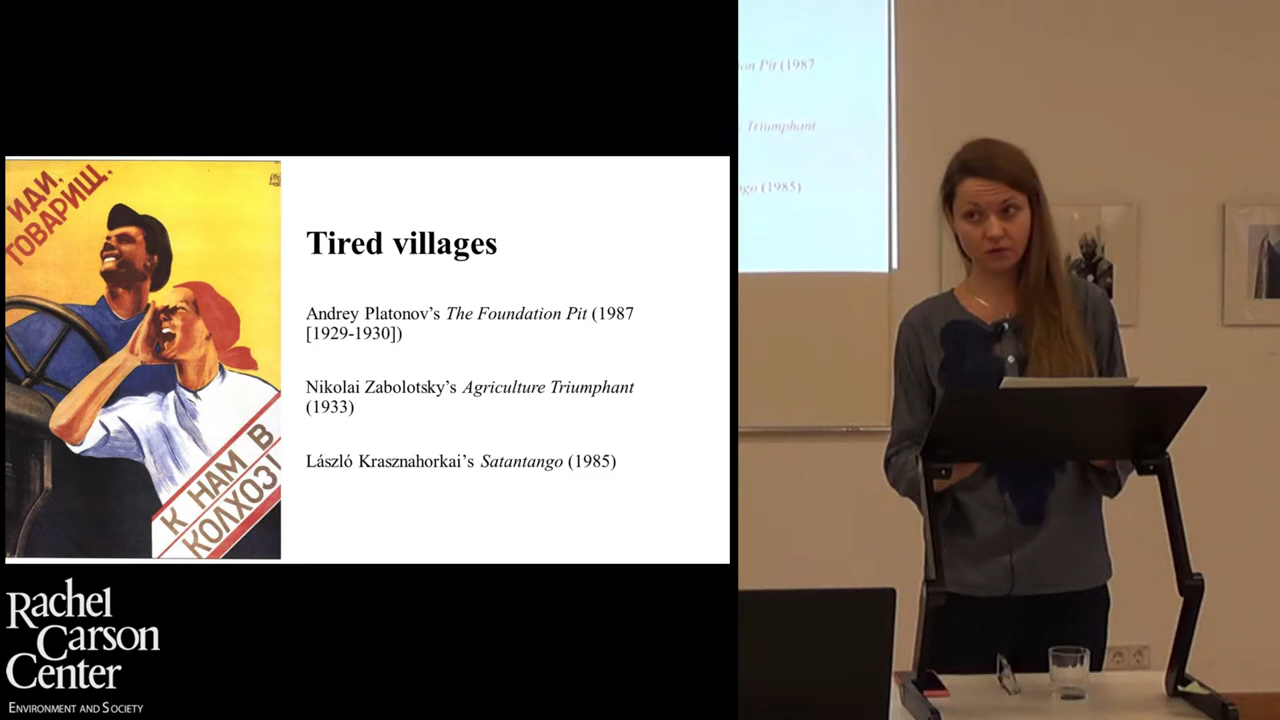 ИДИ,
ТОВАРИЩ,
К НАМ В
КОЛХОЗ!
Tired villages
Andrey Platonov’s The Foundation Pit (1987
[1929-1930])
Nikolai Zabolotsky’s Agriculture Triumphant
(1933)
László Krasznahorkai’s Satantango (1985)
Rachel
Carson
Center
ENVIRONMENT AND SOCIETY
on Pit (1987
Triumphant
ngo (1985)